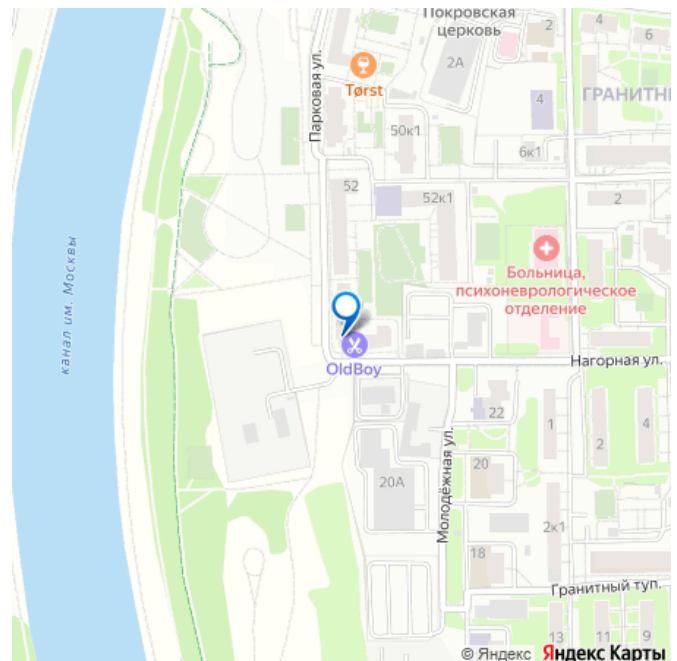 Покровская
церковь
2
4
6
2А
Tørst
Парковая ул.
4
ГРАНИТН
50к1
6к1
52
52к1
2
канал им. Москвы
Больница,
психоневрологическое
отделение
OldBoy
Нагорная ул.
22
1
2
4
Молодёжная ул.
20
20А
2к1
18
Гранитный туп.
13
11
9
© Яндекс Яндекс Карты